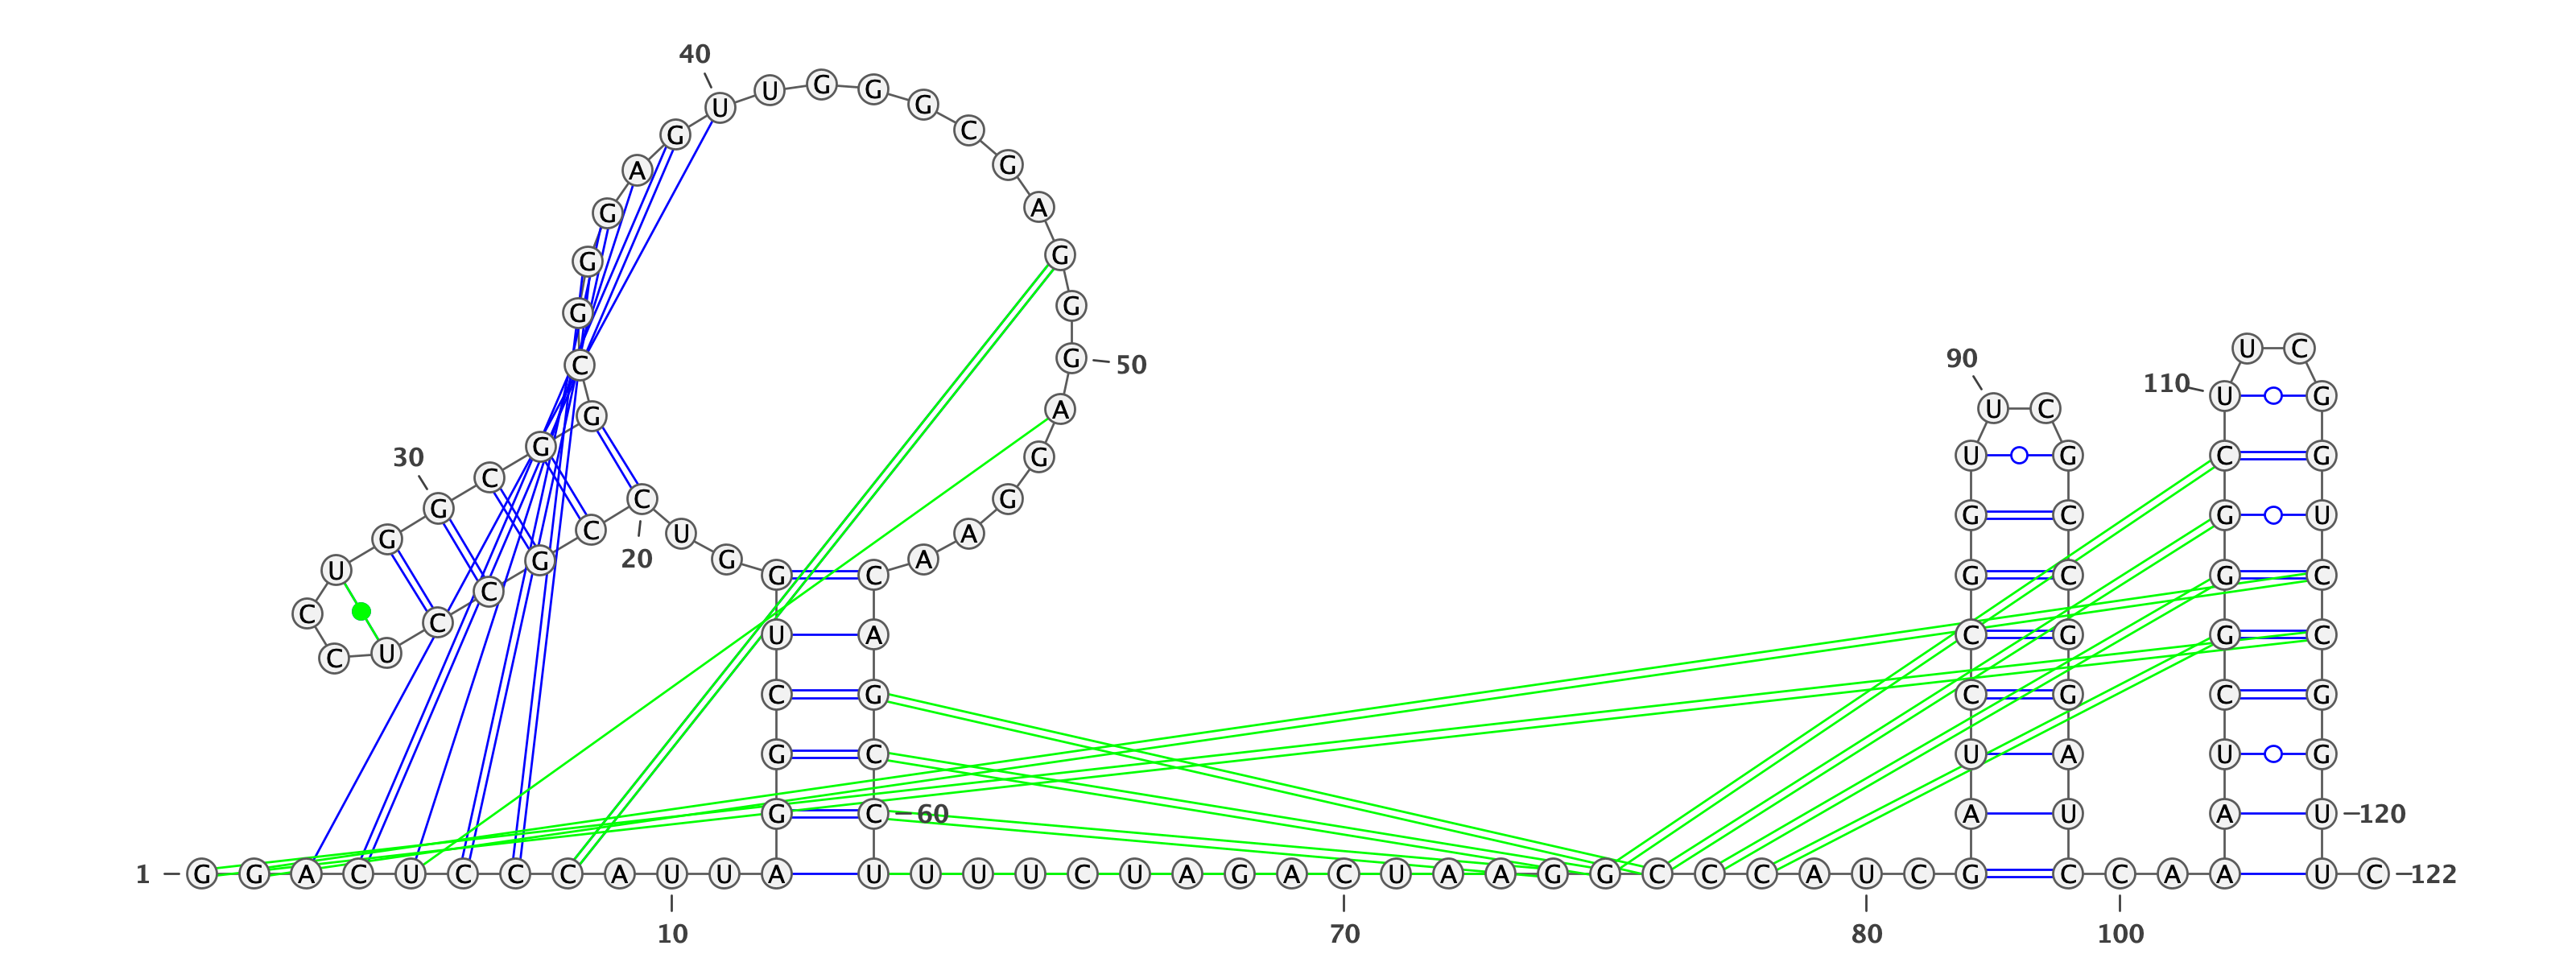 40
U U G G G C G A G G G
50
A G G A A
G G G A G
G C
30
G G C G
U C C U
C C G C C
20
U G
G U C G G
C A G C C
60
1
G G A C U C C C A U U A
10
U U U U C U A G A C U A A G G C C C A U C
70
80
90
U C
U G G C C U A G
G C C G G A U C
C A
100
110
U C
U C G G G C U A A
G G U C C G G U U
120
C
122